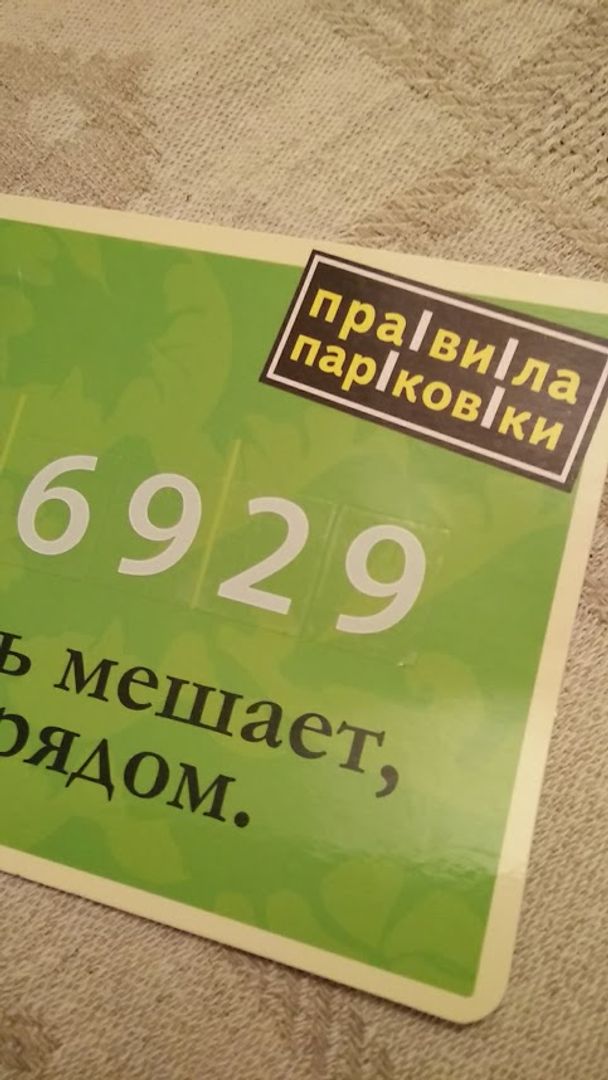 пра|ви|ла
пар|ков|ки
6929
ь мешает,
рядом.